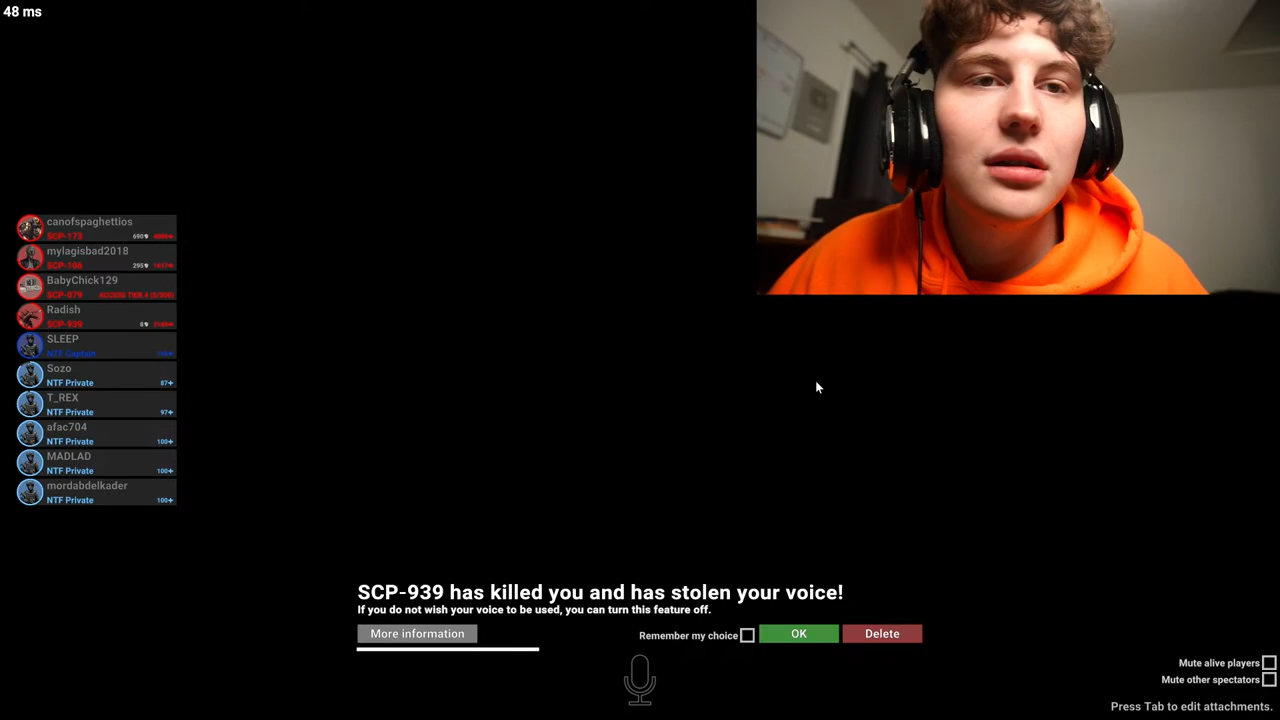 48 ms
canofspaghettios
SCP-173
mylagisbad2018
SCP-106
BabyChick129
SCP-079
Radish
SCP-939
SLEEP
NTF Captain
Sozo
NTF Private 87+
T_REX
NTF Private 97+
afac704
NTF Private 100+
MADLAD
NTF Private 100+
mordabdelkader
NTF Private 100+
SCP-939 has killed you and has stolen your voice!
If you do not wish your voice to be used, you can turn this feature off.
More information
Remember my choice OK Delete
Mute alive players
Mute other spectators
Press Tab to edit attachments.